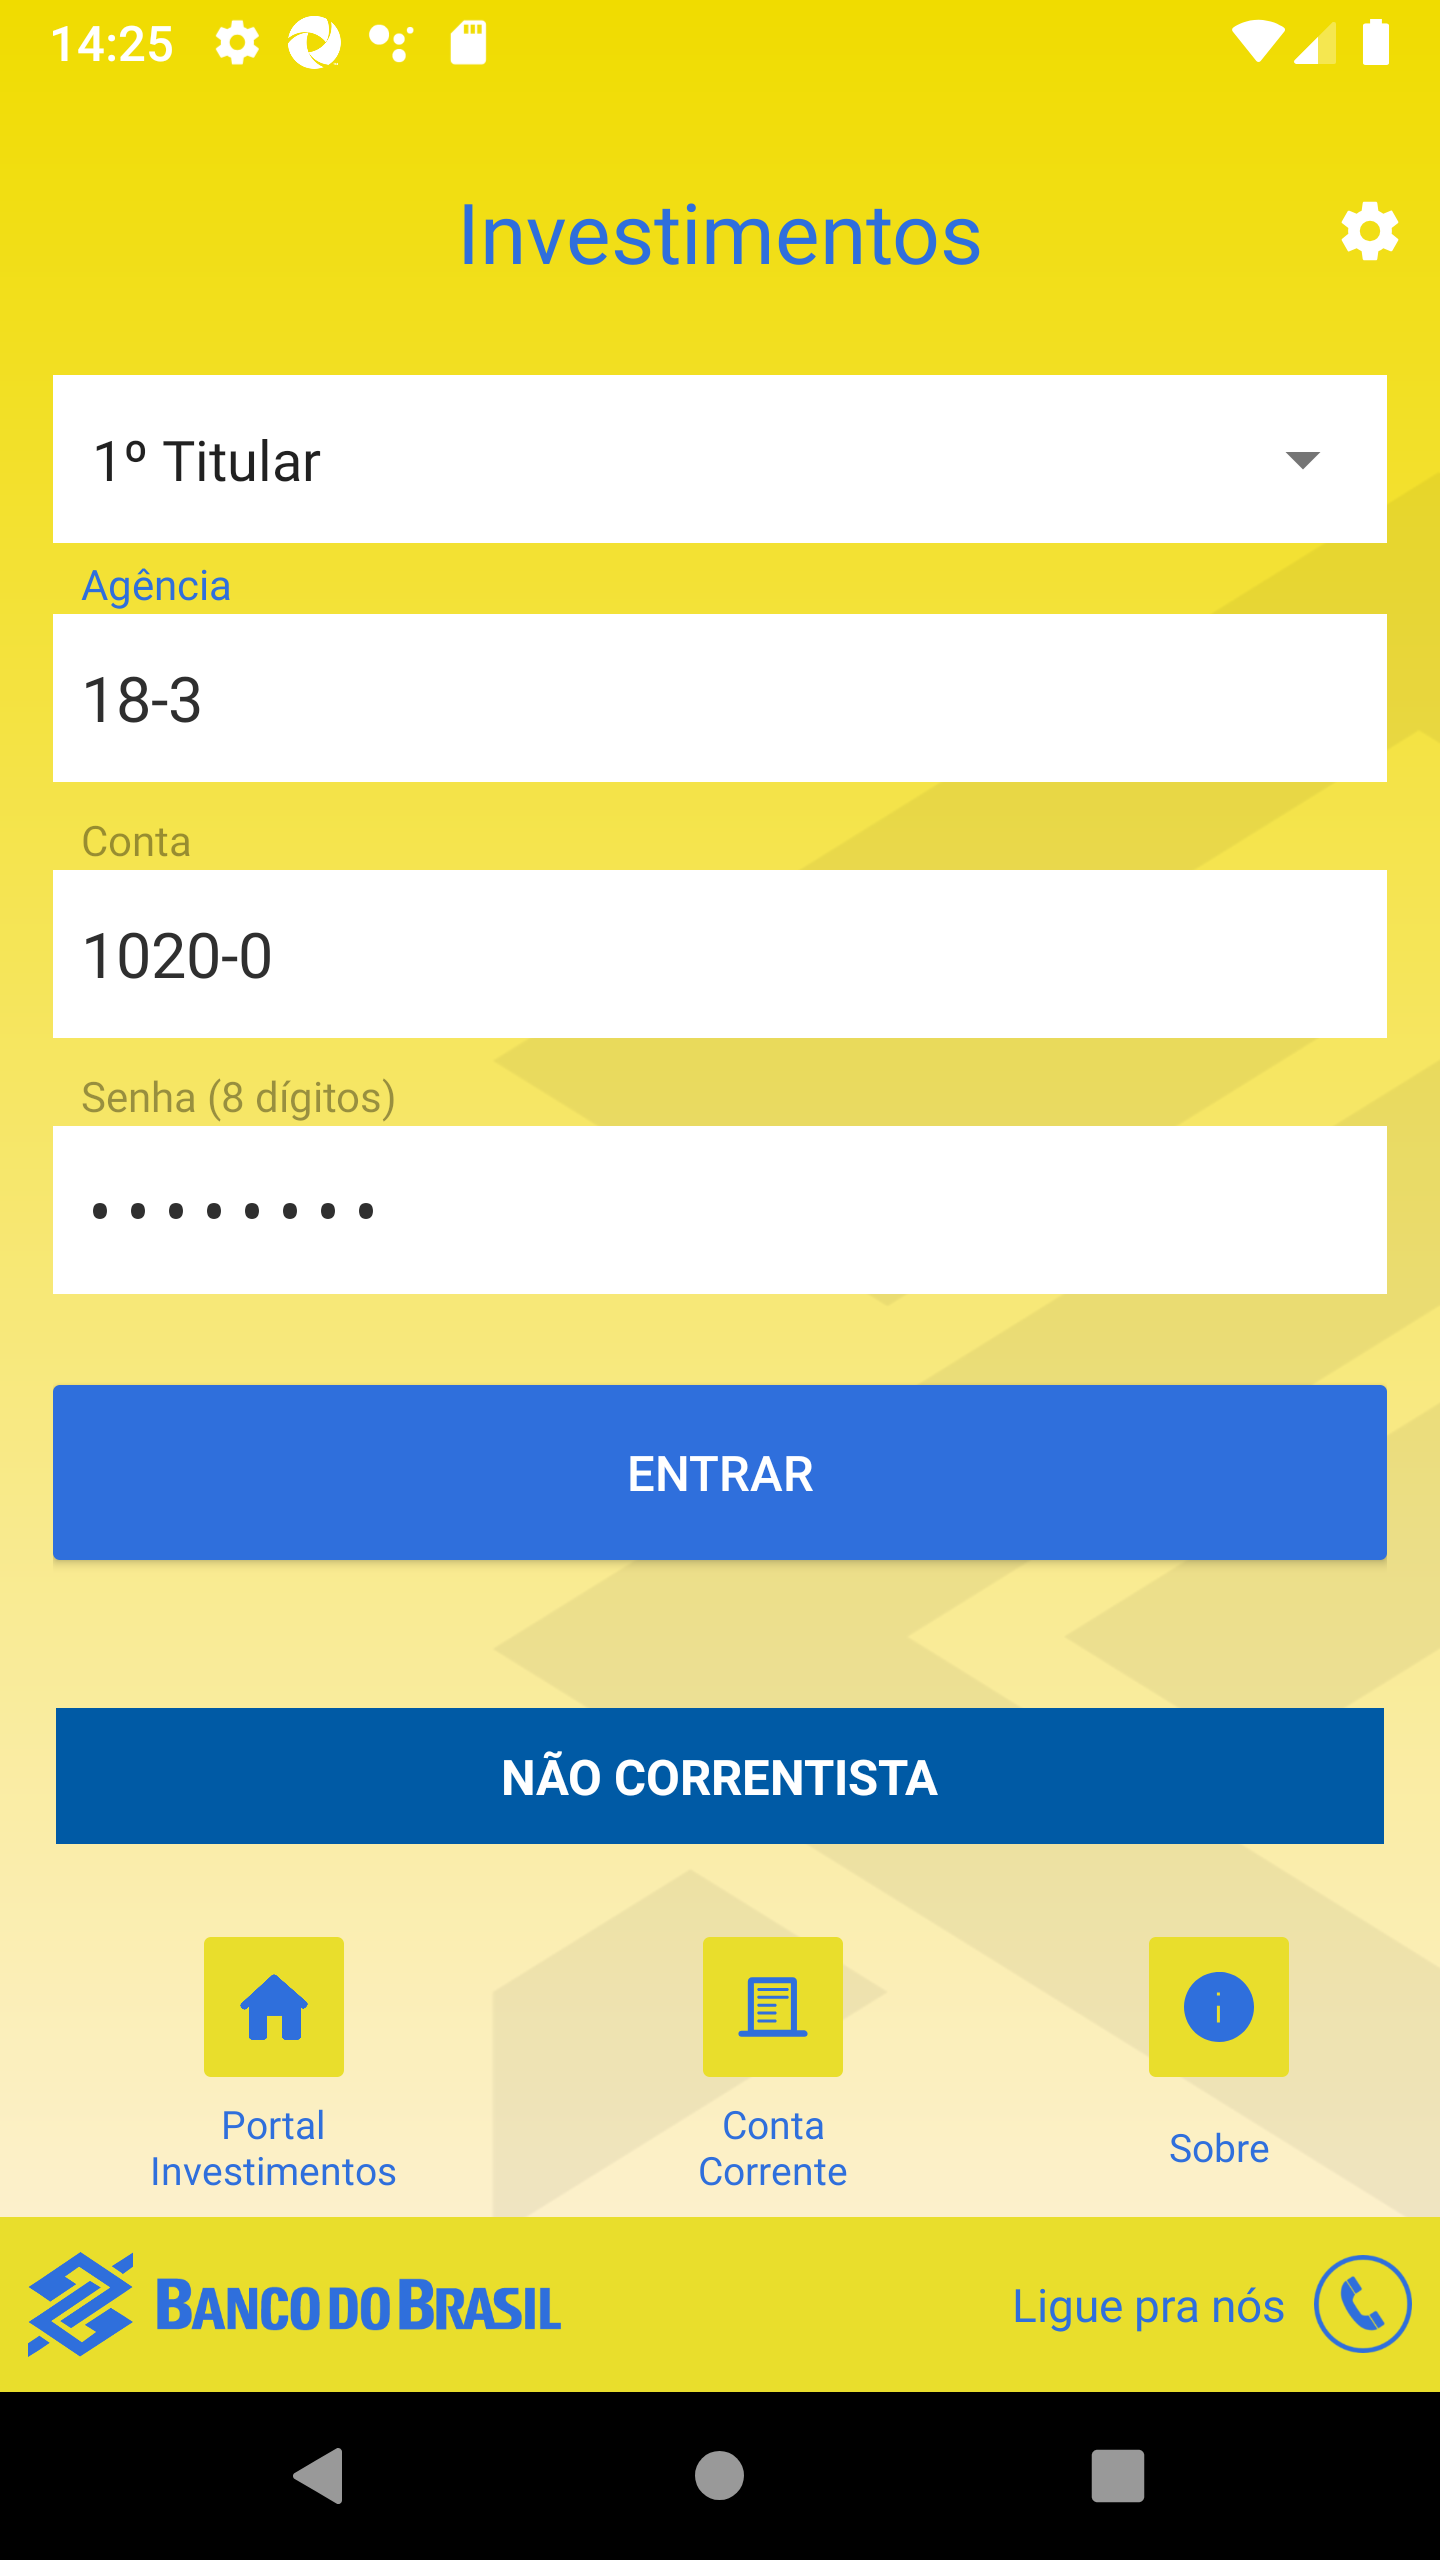 14:25
Investimentos
1º Titular
Agência
18-3
Conta
1020-0
Senha (8 dígitos)
••••••••
ENTRAR
NÃO CORRENTISTA
Portal
Investimentos
Conta
Corrente
Sobre
BANCO DO BRASIL
Ligue pra nós